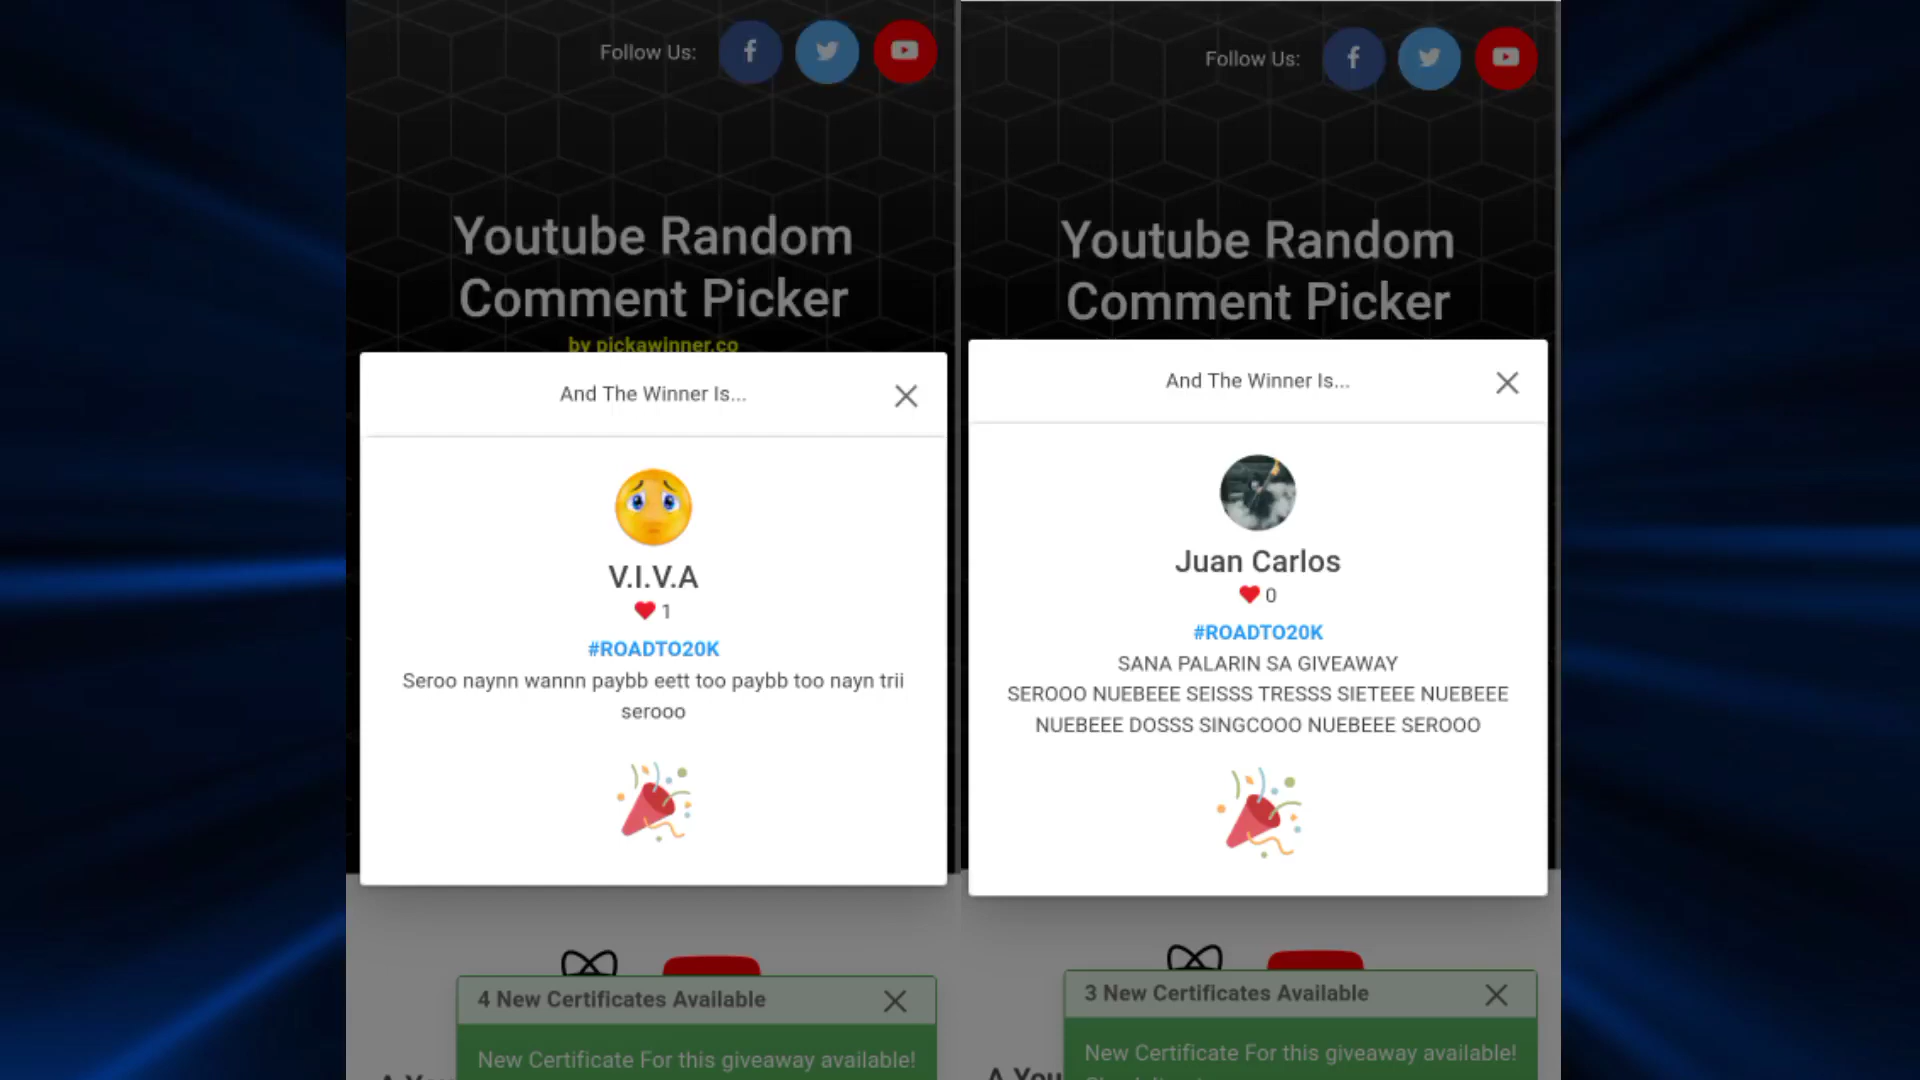 Follow Us:
Youtube Random
Comment Picker
by pickawinner.co
And The Winner Is...
V.I.V.A
1
#ROADTO20K
Seroo naynn wannn paybb eett too paybb too nayn trii
serooo
4 New Certificates Available
New Certificate For this giveaway available!
Follow Us:
Youtube Random
Comment Picker
And The Winner Is...
Juan Carlos
0
#ROADTO20K
SANA PALARIN SA GIVEAWAY
SEROOO NUEBEEE SEISSS TRESSS SIETEEE NUEBEEE
NUEBEEE DOSSS SINGCOOO NUEBEEE SEROOO
3 New Certificates Available
New Certificate For this giveaway available!